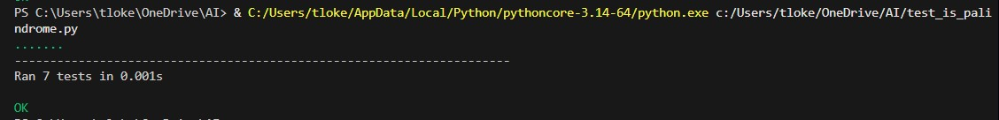 PS C:\Users\tloke\OneDrive\AI> & C:/Users/tloke/AppData/Local/Python/pythoncore-3.14-64/python.exe c:/Users/tloke/OneDrive/AI/test_is_pali
ndrome.py
.......
----------------------------------------------------------------------
Ran 7 tests in 0.001s
OK